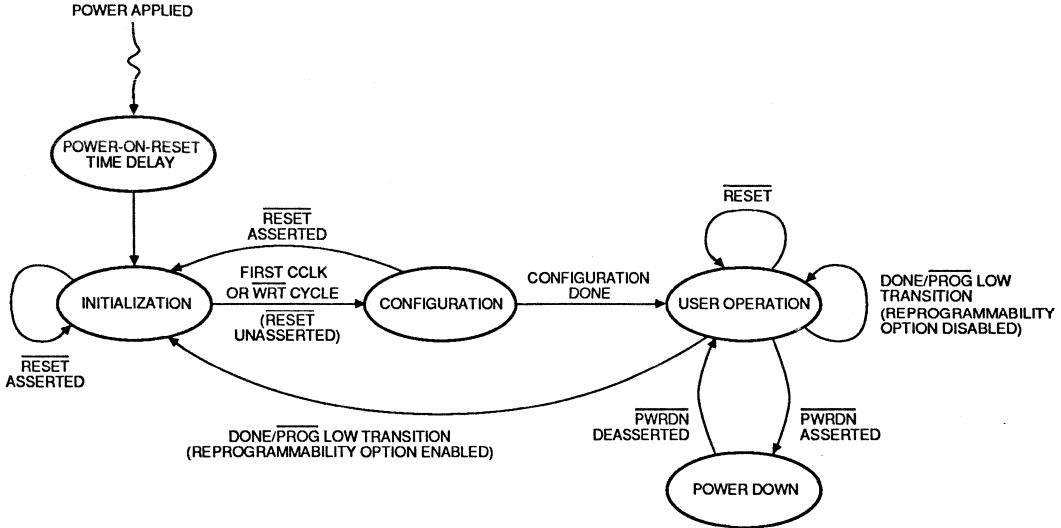 POWER APPLIED
POWER-ON-RESET
TIME DELAY
RESET
ASSERTED
RESET
INITIALIZATION
FIRST CCLK
OR WRT CYCLE
(RESET
UNASSERTED)
CONFIGURATION
CONFIGURATION
DONE
USER OPERATION
DONE/PROG LOW
TRANSITION
(REPROGRAMMABILITY
OPTION DISABLED)
RESET
ASSERTED
DONE/PROG LOW TRANSITION
(REPROGRAMMABILITY OPTION ENABLED)
PWRDN
DEASSERTED
PWRDN
ASSERTED
POWER DOWN